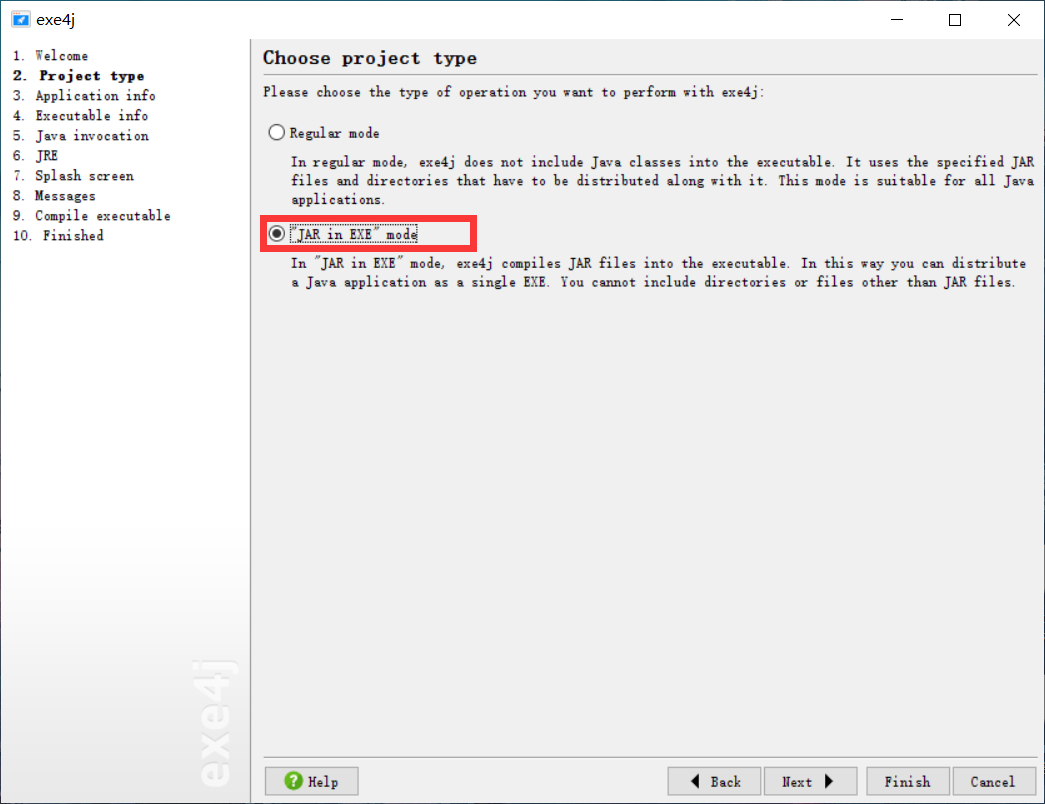 exe4j
1. Welcome
2. Project type
3. Application info
4. Executable info
5. Java invocation
6. JRE
7. Splash screen
8. Messages
9. Compile executable
10. Finished
exe4j
Choose project type
Please choose the type of operation you want to perform with exe4j:
Regular mode
In regular mode, exe4j does not include Java classes into the executable. It uses the specified JAR
files and directories that have to be distributed along with it. This mode is suitable for all Java
applications.
"JAR in EXE" mode
In "JAR in EXE" mode, exe4j compiles JAR files into the executable. In this way you can distribute
a Java application as a single EXE. You cannot include directories or files other than JAR files.
Help
Back
Next
Finish
Cancel